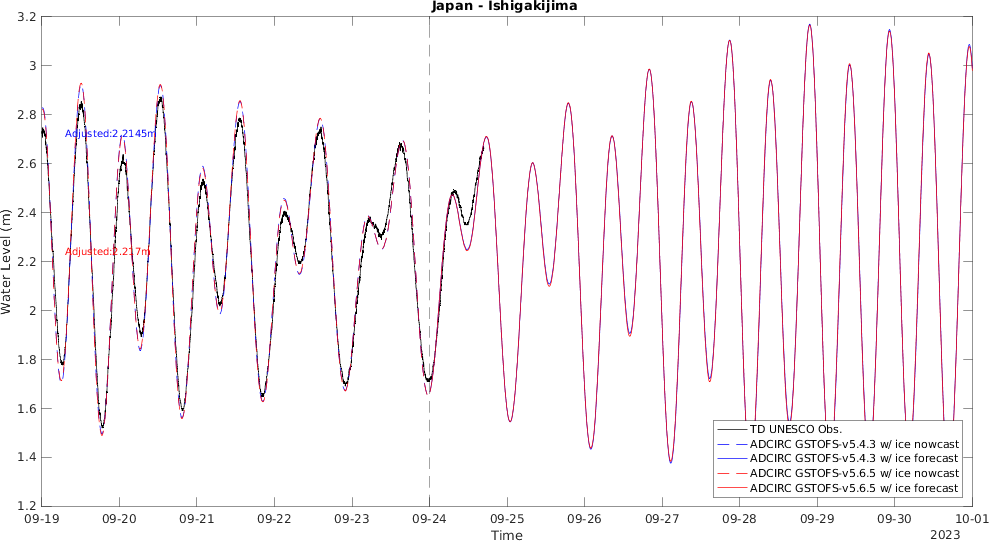 Japan - Ishigakijima
3.2
3
2.8
2.6
2.4
2.2
2
1.8
1.6
1.4
1.2
Water Level (m)
Adjusted:2.2145m
Adjusted:2.217m
TD UNESCO Obs.
ADCIRC GSTOFS-v5.4.3 w/ ice nowcast
ADCIRC GSTOFS-v5.4.3 w/ ice forecast
ADCIRC GSTOFS-v5.6.5 w/ ice nowcast
ADCIRC GSTOFS-v5.6.5 w/ ice forecast
09-19 09-20 09-21 09-22 09-23 09-24 09-25 09-26 09-27 09-28 09-29 09-30 10-01
Time
2023